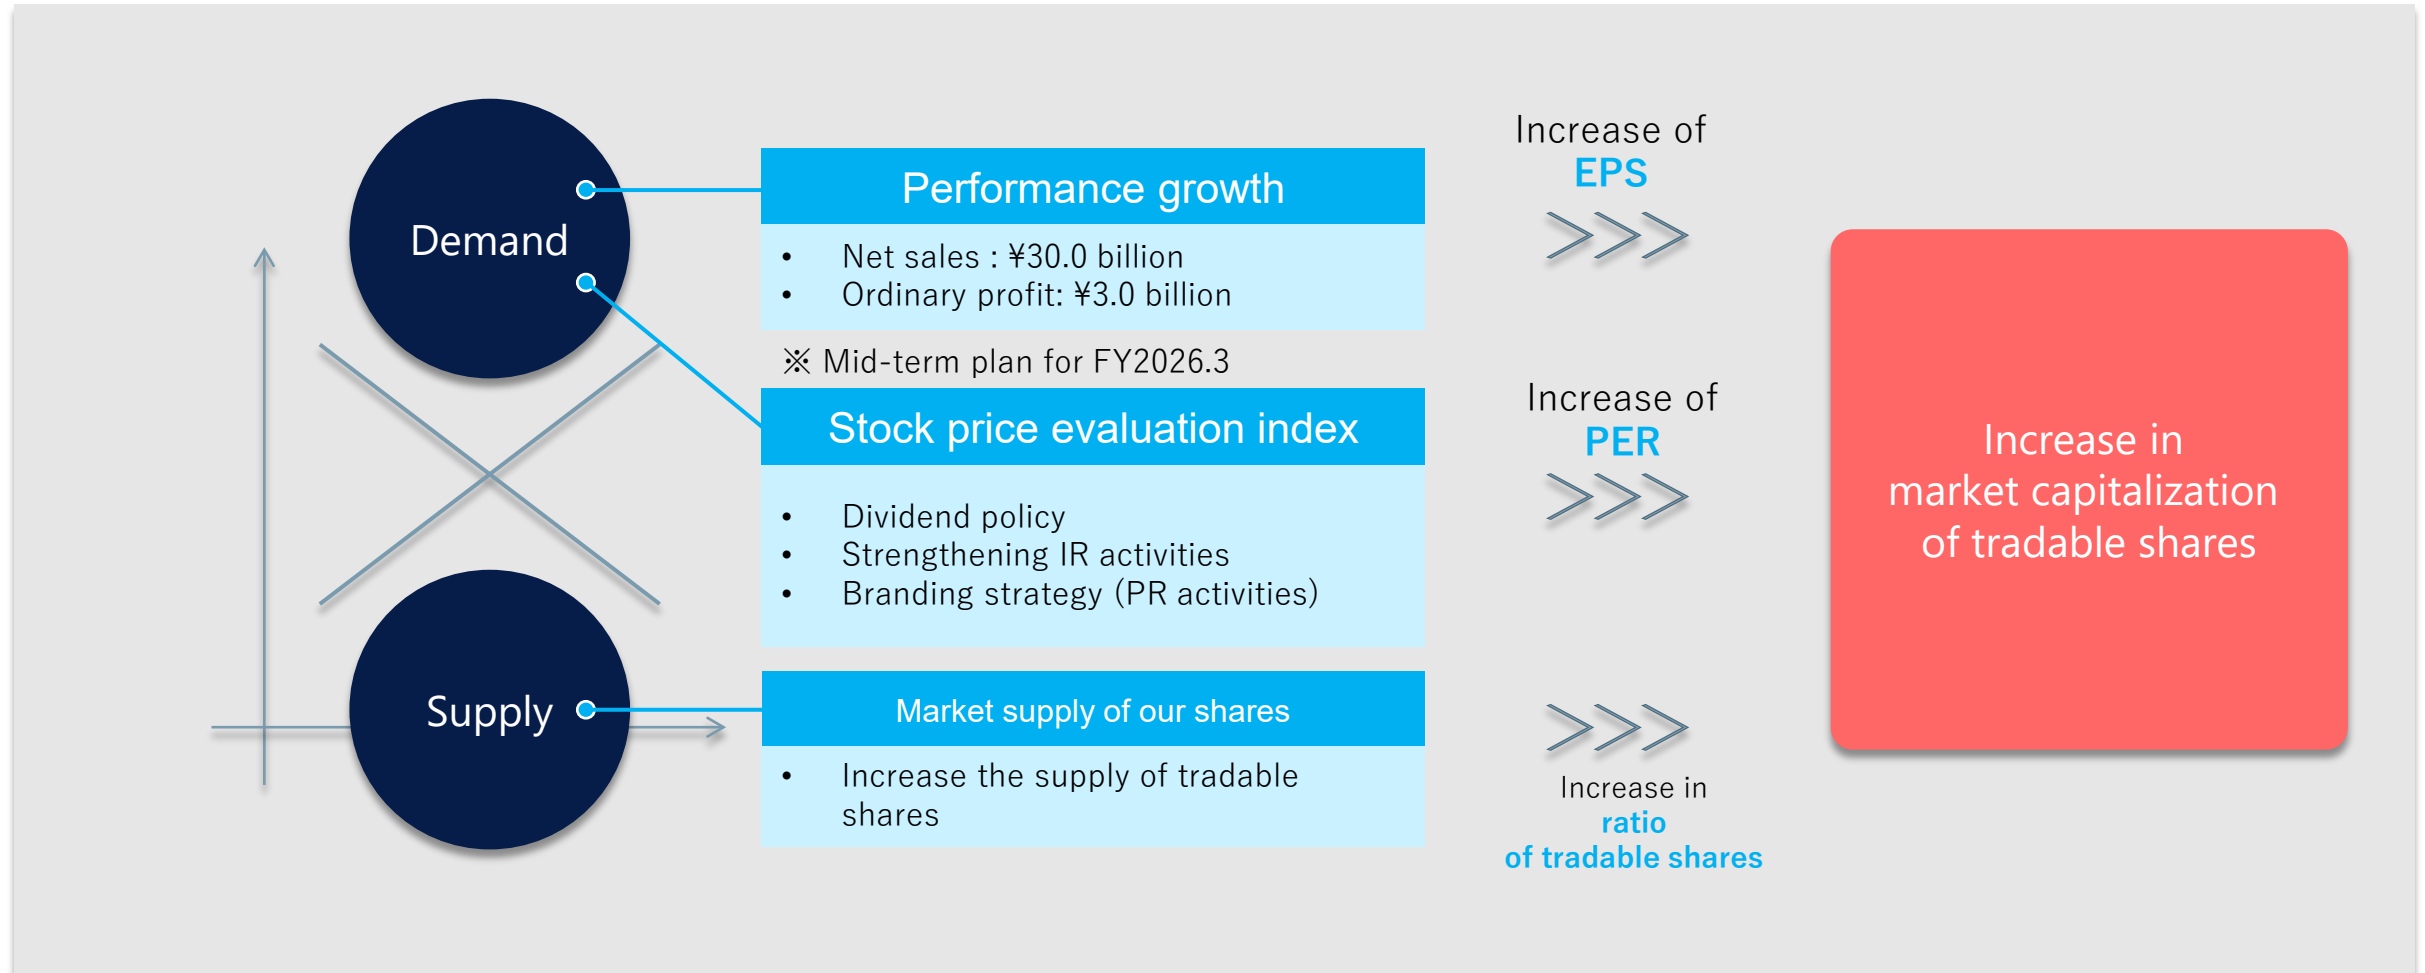 Demand
Performance growth
• Net sales : ¥30.0 billion
• Ordinary profit: ¥3.0 billion
※ Mid-term plan for FY2026.3
Increase of
EPS
Stock price evaluation index
• Dividend policy
• Strengthening IR activities
• Branding strategy (PR activities)
Increase of
PER
Supply
Market supply of our shares
• Increase the supply of tradable
shares
Increase in
ratio
of tradable shares
Increase in
market capitalization
of tradable shares